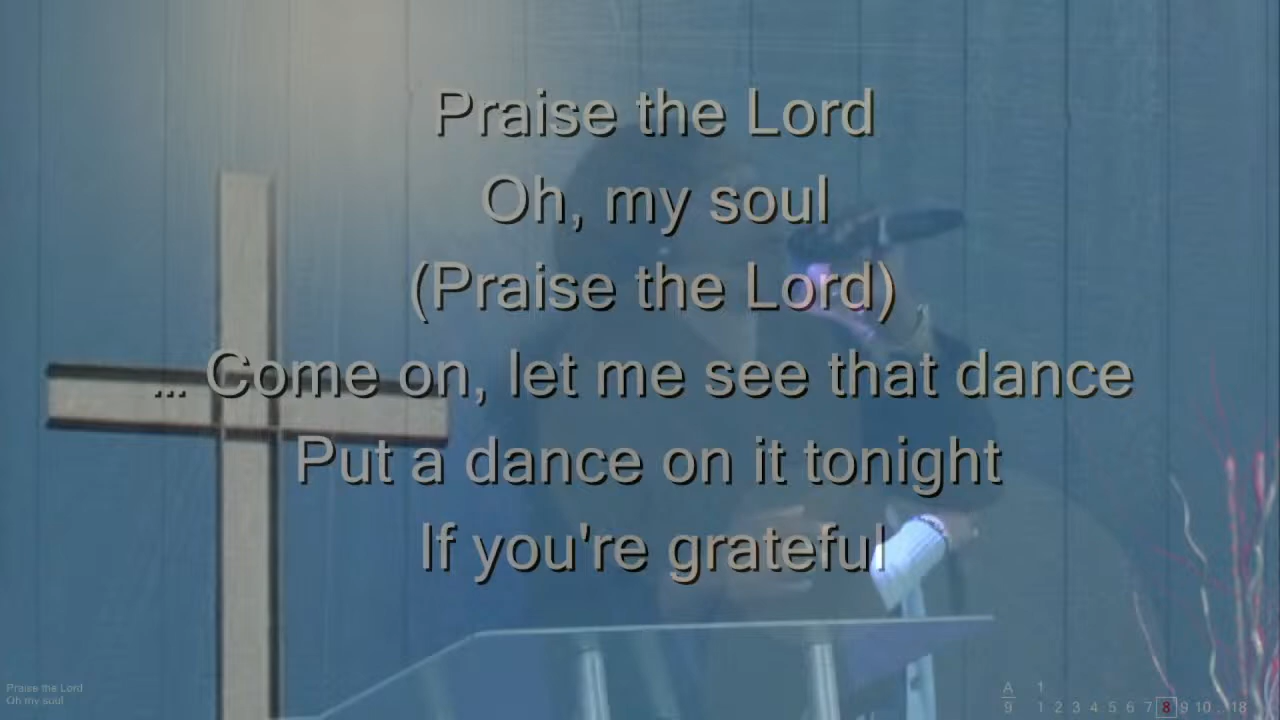 Praise the Lord
Oh, my soul
(Praise the Lord)
... Come on, let me see that dance
Put a dance on it tonight
If you're grateful
Praise the Lord
Oh my soul
A 1
9 1 2 3 4 5 6 7 8 9 10 .. 18